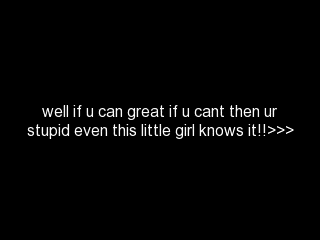 well if u can great if u cant then ur
stupid even this little girl knows it!!>>>